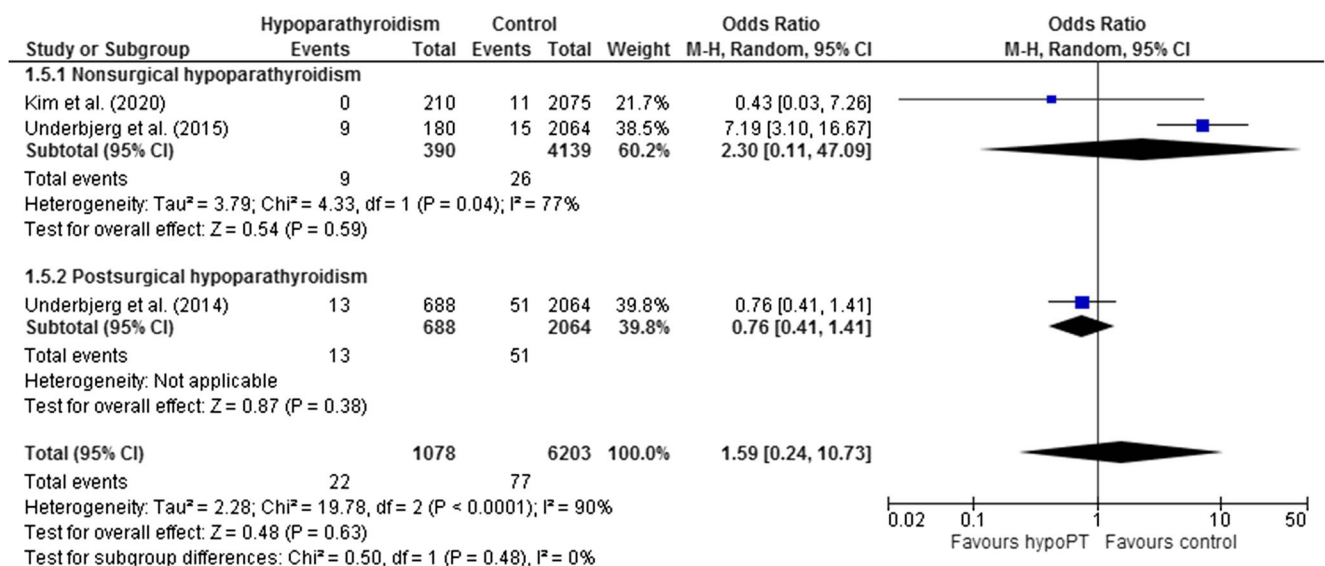 Hypoparathyroidism Control Odds Ratio Odds Ratio
Study or Subgroup Events Total Events Total Weight M-H, Random, 95% CI M-H, Random, 95% CI
1.5.1 Nonsurgical hypoparathyroidism
Kim et al. (2020) 0 210 11 2075 21.7% 0.43 [0.03, 7.26]
Underbjerg et al. (2015) 9 180 15 2064 38.5% 7.19 [3.10, 16.67]
Subtotal (95% CI) 390 4139 60.2% 2.30 [0.11, 47.09]
Total events 9 26
Heterogeneity: Tau² = 3.79; Chi² = 4.33, df = 1 (P = 0.04); I² = 77%
Test for overall effect: Z = 0.54 (P = 0.59)
1.5.2 Postsurgical hypoparathyroidism
Underbjerg et al. (2014) 13 688 51 2064 39.8% 0.76 [0.41, 1.41]
Subtotal (95% CI) 688 2064 39.8% 0.76 [0.41, 1.41]
Total events 13 51
Heterogeneity: Not applicable
Test for overall effect: Z = 0.87 (P = 0.38)
Total (95% CI) 1078 6203 100.0% 1.59 [0.24, 10.73]
Total events 22 77
Heterogeneity: Tau² = 2.28; Chi² = 19.78, df = 2 (P < 0.0001); I² = 90%
Test for overall effect: Z = 0.48 (P = 0.63)
Test for subgroup differences: Chi² = 0.50, df = 1 (P = 0.48), I² = 0%
0.02 0.1 1 10 50
Favours hypoPT Favours control